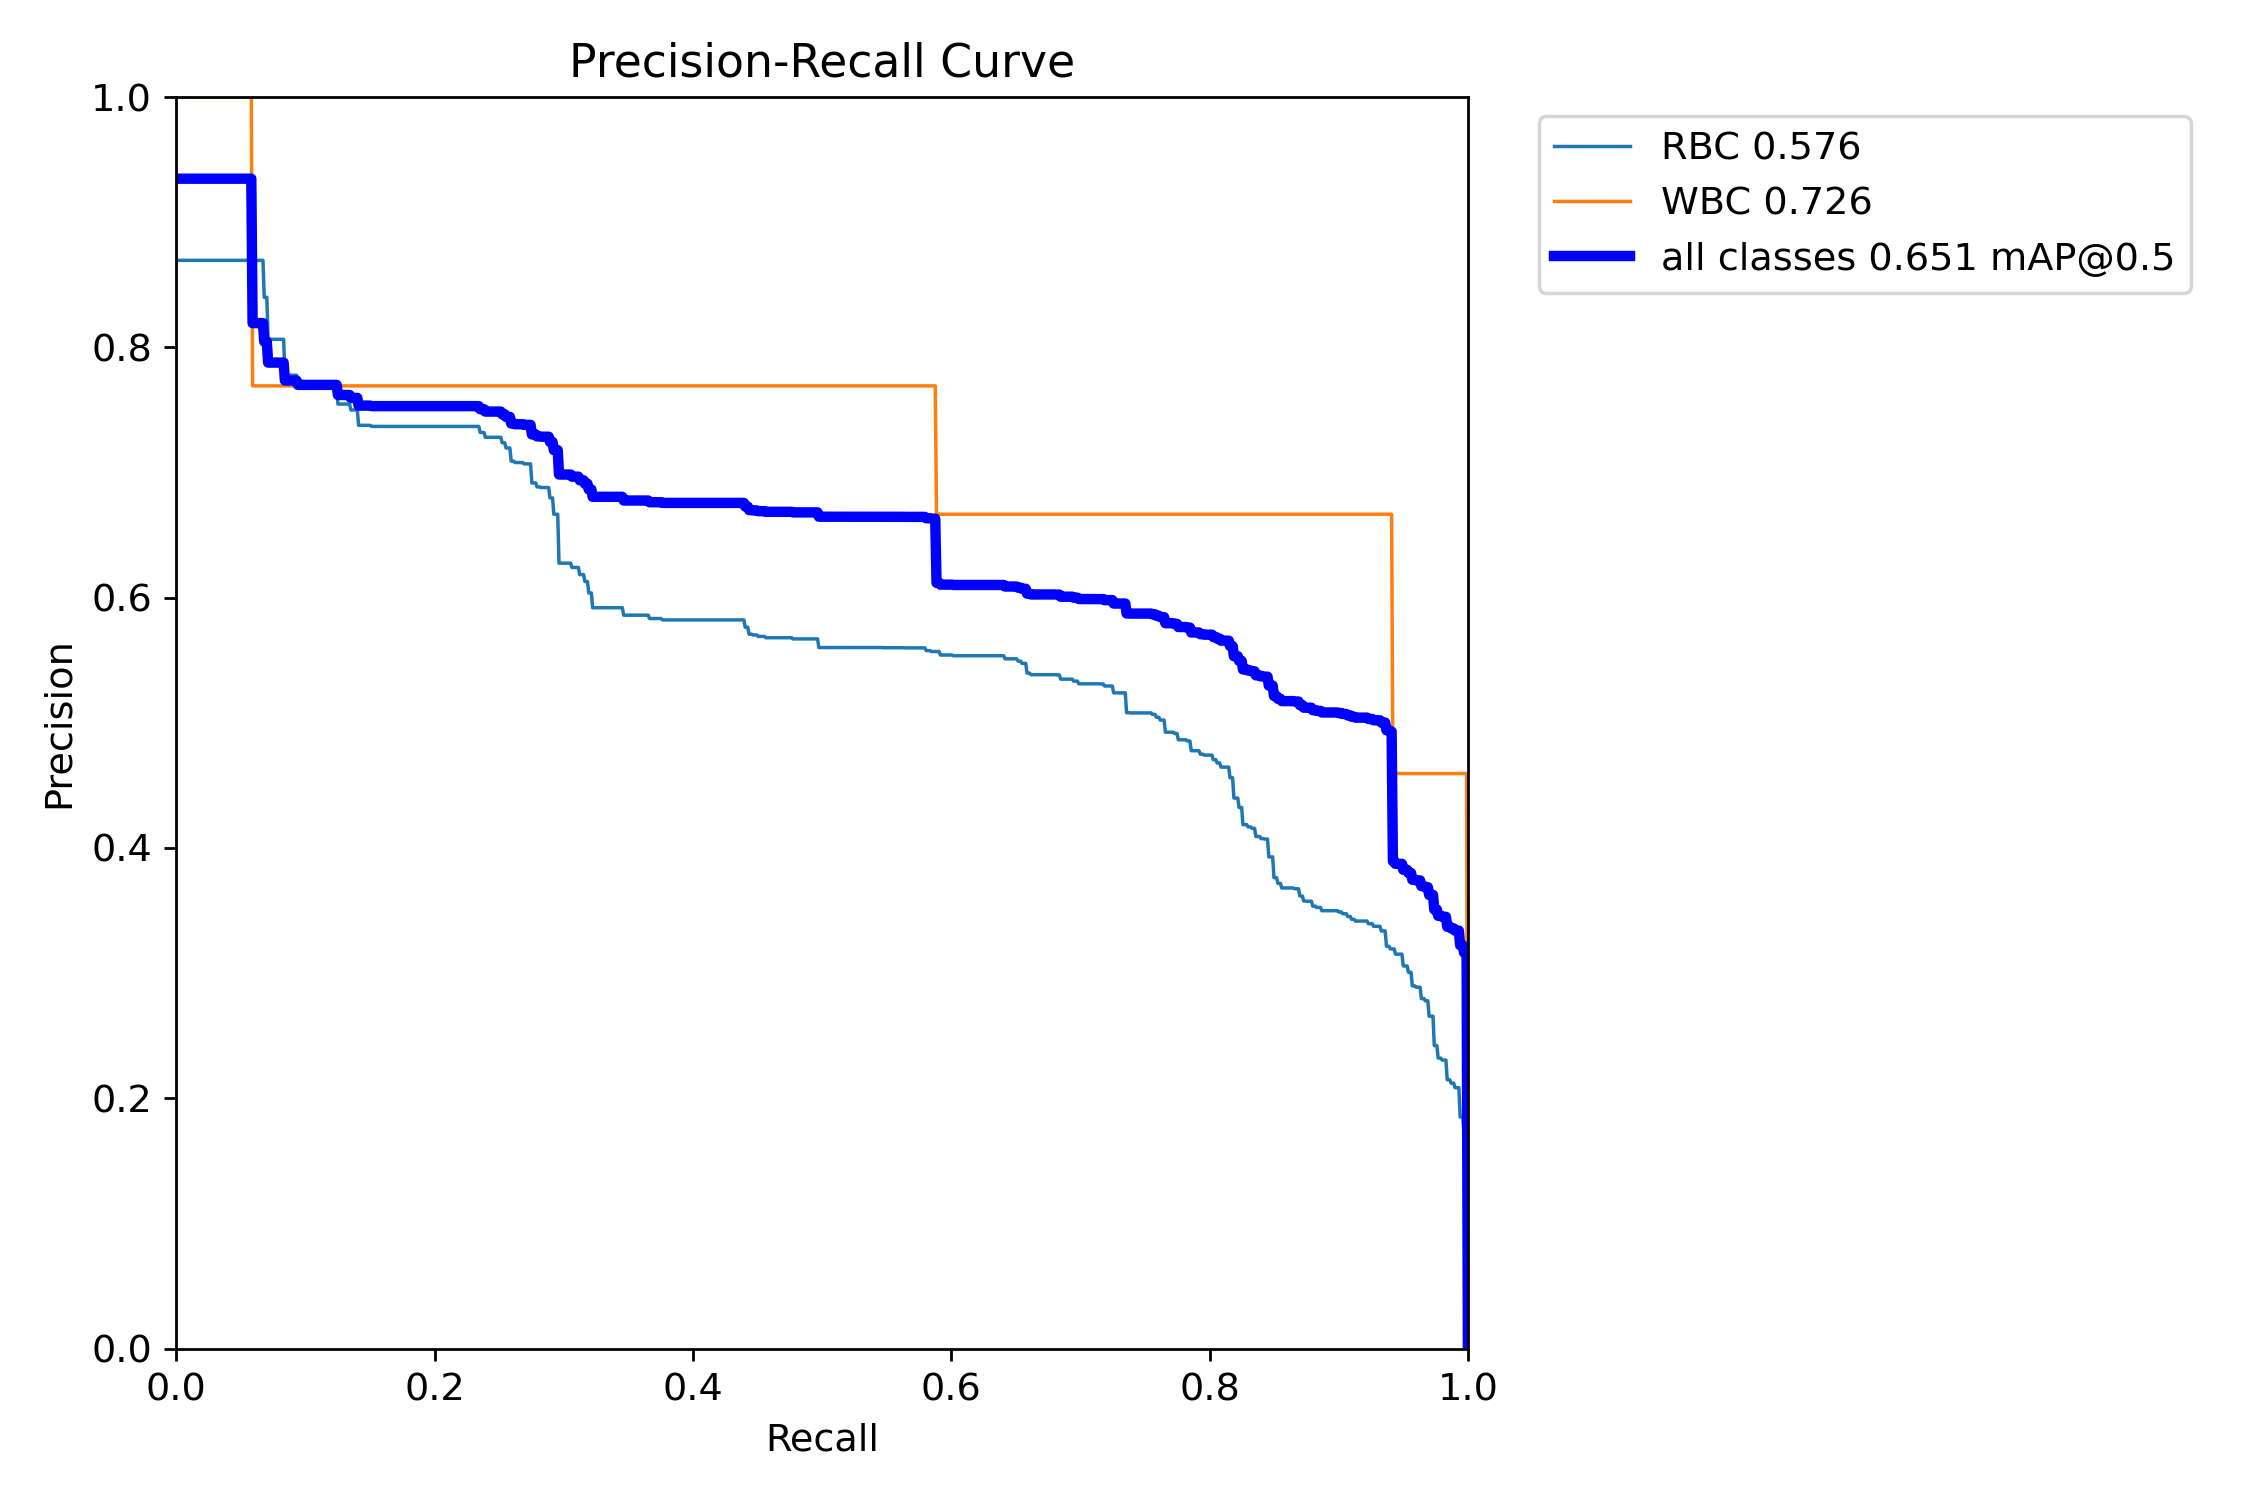 Precision-Recall Curve
1.0
0.8
0.6
0.4
0.2
0.0
Precision
0.0 0.2 0.4 0.6 0.8 1.0
Recall
RBC 0.576
WBC 0.726
all classes 0.651 mAP@0.5